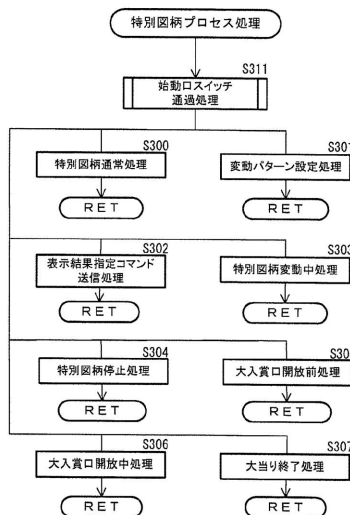 特別図柄プロセス処理
S311
始動口スイッチ
通過処理
S300
特別図柄通常処理
RET
S301
変動パターン設定処理
RET
S302
表示結果指定コマンド
送信処理
RET
S303
特別図柄変動中処理
RET
S304
特別図柄停止処理
RET
大入賞口開放前処理
RET
S306
大入賞口開放中処理
RET
S307
大当り終了処理
RET